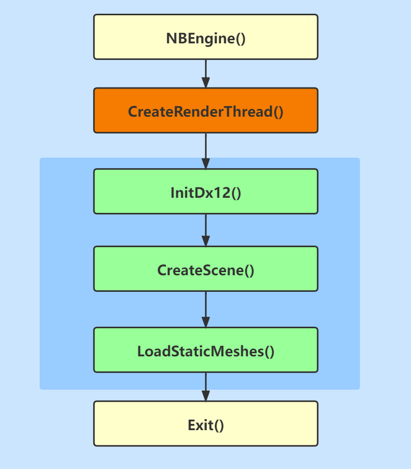 NBEngine()
CreateRenderThread()
InitDx12()
CreateScene()
LoadStaticMeshes()
Exit()